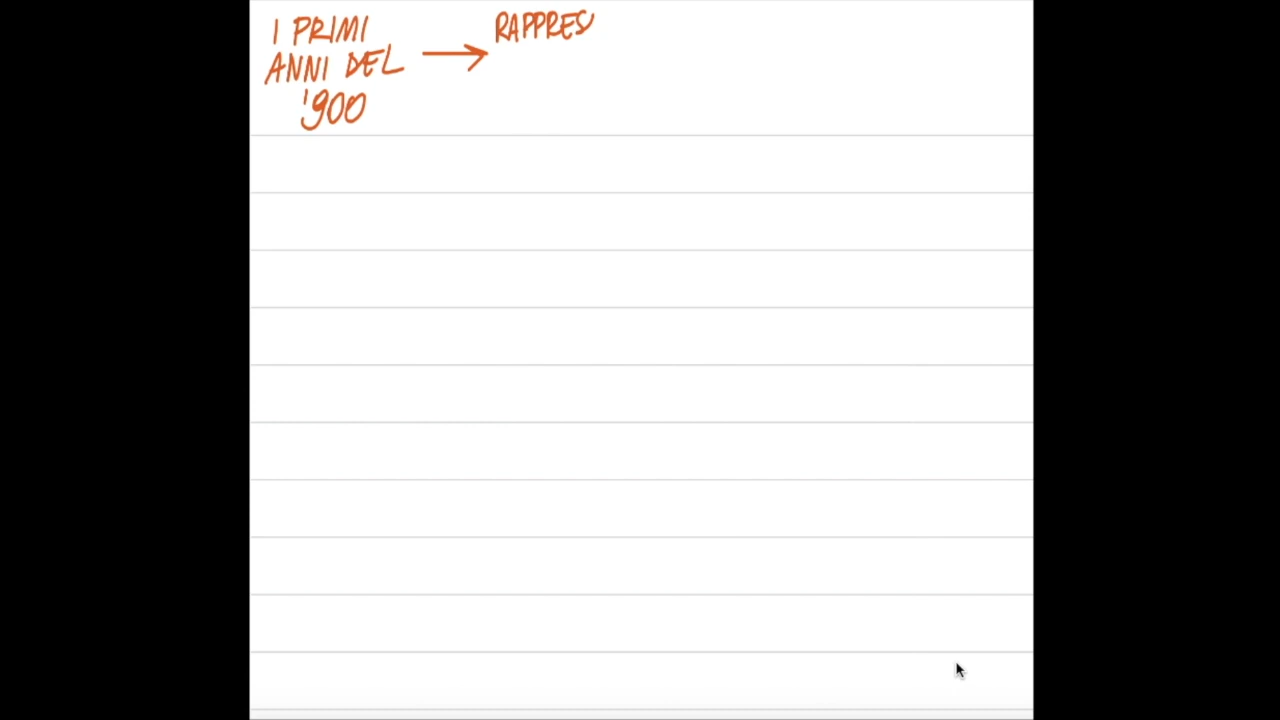 I PRIMI
ANNI DEL
'900
→ RAPPRES